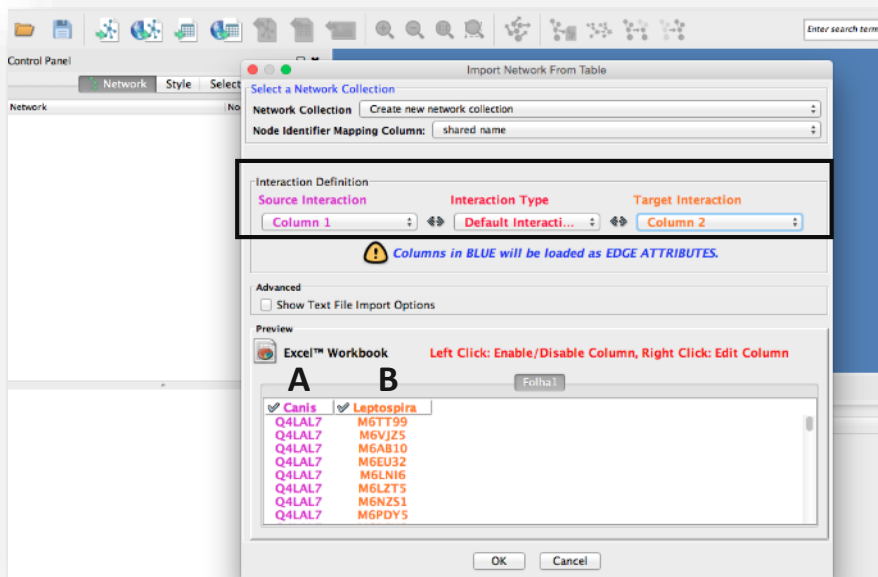 Enter search term
Control Panel
Network Style Select
Network No
Import Network From Table
Select a Network Collection
Network Collection Create new network collection
Node Identifier Mapping Column: shared name
Interaction Definition
Source Interaction Interaction Type Target Interaction
Column 1 Default Interacti... Column 2
Columns in BLUE will be loaded as EDGE ATTRIBUTES.
Advanced
Show Text File Import Options
Preview
Excel™ Workbook Left Click: Enable/Disable Column, Right Click: Edit Column
A B
Folha1
Canis Leptospira
Q4LAL7 M6TT99
Q4LAL7 M6VJZ5
Q4LAL7 M6AB10
Q4LAL7 M6EU32
Q4LAL7 M6LNI6
Q4LAL7 M6LZT5
Q4LAL7 M6NZS1
Q4LAL7 M6PDY5
OK Cancel